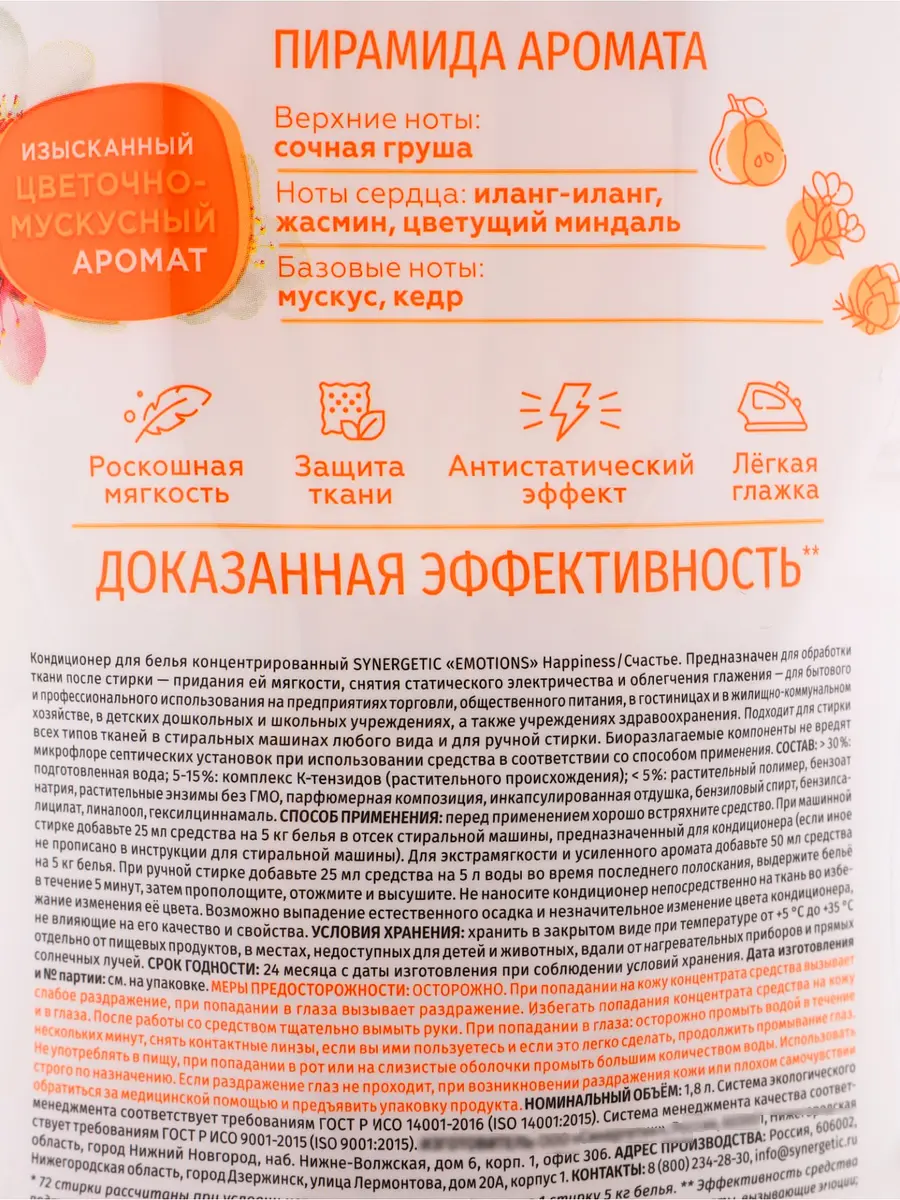 ПИРАМИДА АРОМАТА
ИЗЫСКАННЫЙ
ЦВЕТОЧНО-
МУСКУСНЫЙ
АРОМАТ
Верхние ноты:
сочная груша
Ноты сердца: иланг-иланг,
жасмин, цветущий миндаль
Базовые ноты:
мускус, кедр
Роскошная
мягкость
Защита
ткани
Антистатический
эффект
Лёгкая
глажка
ДОКАЗАННАЯ ЭФФЕКТИВНОСТЬ**
Кондиционер для белья концентрированный SYNERGETIC «EMOTIONS» Happiness/Счастье. Предназначен для обработки
ткани после стирки — придания ей мягкости, снятия статического электричества и облегчения глажения — для бытового
и профессионального использования на предприятиях торговли, общественного питания, в гостиницах и в жилищно-коммунальном
хозяйстве, в детских дошкольных и школьных учреждениях, а также учреждениях здравоохранения. Подходит для стирки
всех типов тканей в стиральных машинах любого вида и для ручной стирки. Биоразлагаемые компоненты не вредят
микрофлоре септических установок при использовании средства в соответствии со способом применения. СОСТАВ: > 30%:
подготовленная вода; 5-15%: комплекс К-тензидов (растительного происхождения); < 5%: растительный полимер, бензоат
натрия, растительные энзимы без ГМО, парфюмерная композиция, инкапсулированная отдушка, бензиловый спирт, бензилса-
лицилат, линалоол, гексилциннамаль. СПОСОБ ПРИМЕНЕНИЯ: перед применением хорошо встряхните средство. При машинной
стирке добавьте 25 мл средства на 5 кг белья в отсек стиральной машины, предназначенный для кондиционера (если иное
не прописано в инструкции для стиральной машины). Для экстрамягкости и усиленного аромата добавьте 50 мл средства
на 5 кг белья. При ручной стирке добавьте 25 мл средства на 5 л воды во время последнего полоскания, выдержите бельё
в течение 5 минут, затем прополощите, отожмите и высушите. Не наносите кондиционер непосредственно на ткань во избе-
жание изменения её цвета. Возможно выпадение естественного осадка и незначительное изменение цвета кондиционера,
не влияющие на его качество и свойства. УСЛОВИЯ ХРАНЕНИЯ: хранить в закрытом виде при температуре от +5 °С до +35 °С
отдельно от пищевых продуктов, в местах, недоступных для детей и животных, вдали от нагревательных приборов и прямых
солнечных лучей. СРОК ГОДНОСТИ: 24 месяца с даты изготовления при соблюдении условий хранения. Дата изготовления
и № партии: см. на упаковке. МЕРЫ ПРЕДОСТОРОЖНОСТИ: ОСТОРОЖНО. При попадании на кожу концентрата средства вызывает
слабое раздражение, при попадании в глаза вызывает раздражение. Избегать попадания концентрата средства на кожу
и в глаза. После работы со средством тщательно вымыть руки. При попадании в глаза: осторожно промыть водой в течение
нескольких минут, снять контактные линзы, если вы ими пользуетесь и если это легко сделать, продолжить промывание глаз.
Не употреблять в пищу, при попадании в рот или на слизистые оболочки промыть большим количеством воды. Использовать
строго по назначению. Если раздражение глаз не проходит, при возникновении раздражения кожи или плохом самочувствии
обратиться за медицинской помощью и предъявить упаковку продукта. НОМИНАЛЬНЫЙ ОБЪЁМ: 1,8 л. Система экологического
менеджмента соответствует требованиям ГОСТ Р ИСО 14001-2016 (ISO 14001:2015). Система менеджмента качества соответ-
ствует требованиям ГОСТ Р ИСО 9001-2015 (ISO 9001:2015). Нижегородская
область, город Нижний Новгород, наб. Нижне-Волжская, дом 6, корп. 1, офис 306. АДРЕС ПРОИЗВОДСТВА: Россия, 606002,
Нижегородская область, город Дзержинск, улица Лермонтова, дом 20А, корпус 1. КОНТАКТЫ: 8 (800) 234-28-30, info@synergetic.ru
* 72 стирки рассчитаны при 1 стирку 5 кг белья. ** Эффективность средства
вызывающие эмоции;